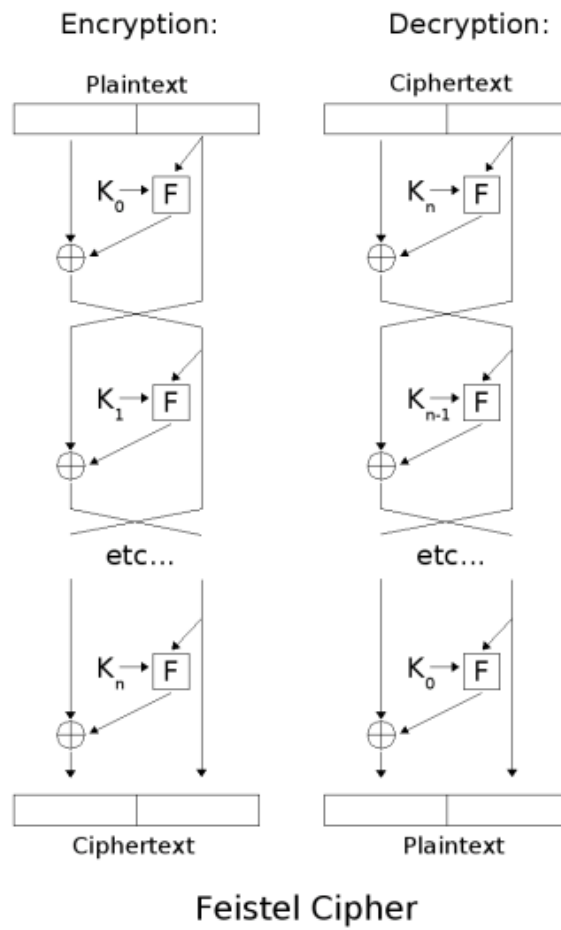 Encryption: Decryption:
Plaintext Ciphertext
K0 F Kn F
K1 F Kn-1 F
etc... etc...
Kn F K0 F
Ciphertext Plaintext
Feistel Cipher